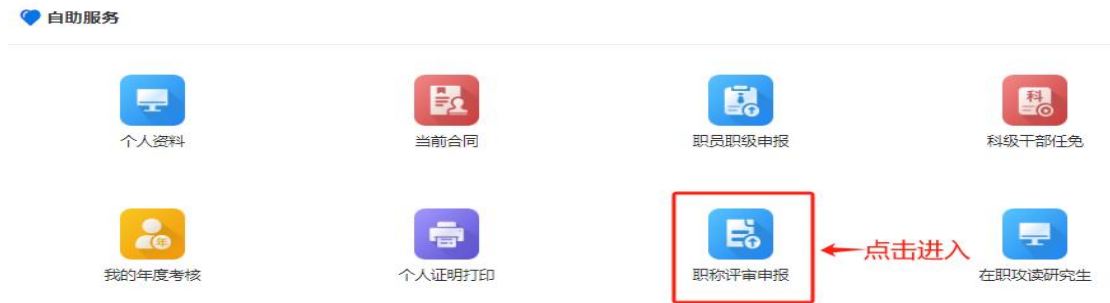 自助服务
个人资料
当前合同
职员职级申报
科
科级干部任免
年
我的年度考核
个人证明打印
职称评审申报
点击进入
在职攻读研究生